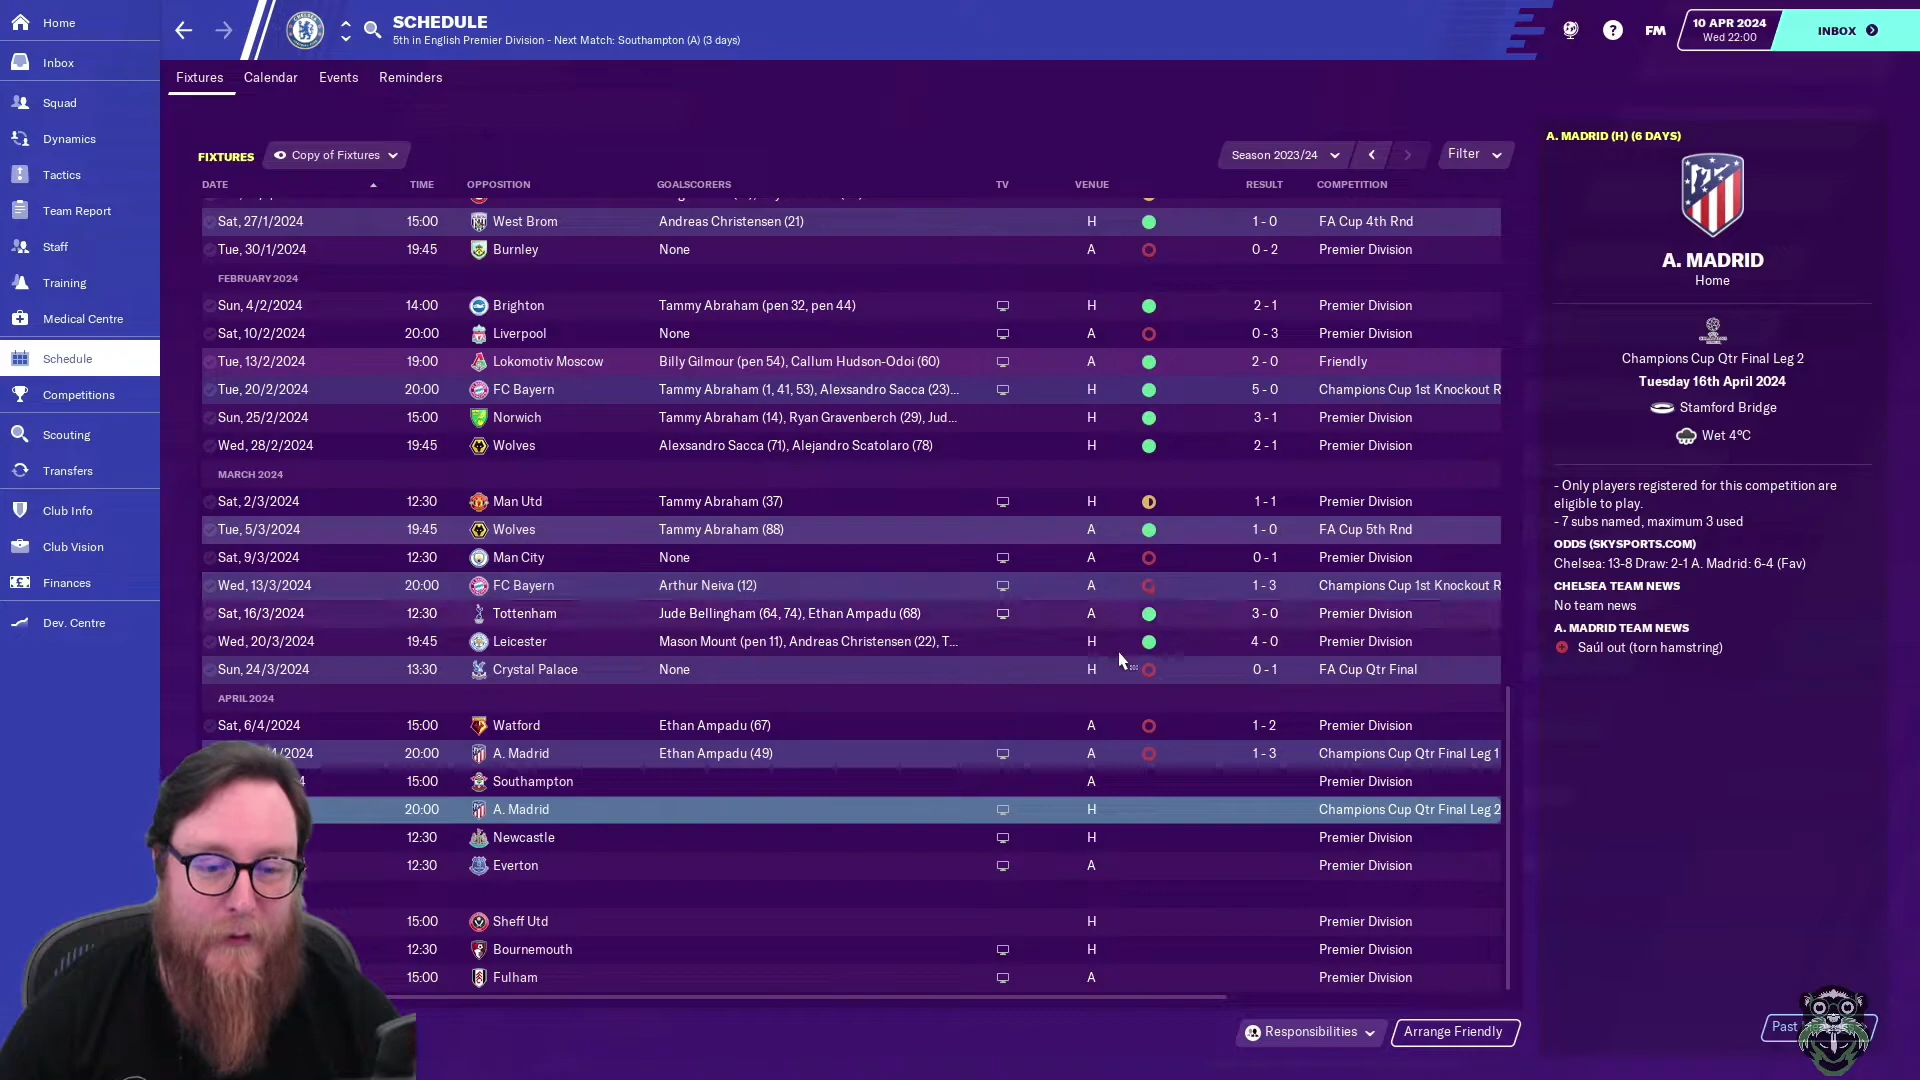 Home
Inbox
Squad
Dynamics
Tactics
Team Report
Staff
Training
Medical Centre
Schedule
Competitions
Scouting
Transfers
Club Info
Club Vision
Finances
Dev. Centre
SCHEDULE
5th in English Premier Division - Next Match: Southampton (A) (3 days)
FM
10 APR 2024
Wed 22:00
INBOX
Fixtures Calendar Events Reminders
FIXTURES Copy of Fixtures Season 2023/24 Filter
DATE TIME OPPOSITION GOALSCORERS TV VENUE RESULT COMPETITION
Sat, 27/1/2024 15:00 West Brom Andreas Christensen (21) H 1 - 0 FA Cup 4th Rnd
Tue, 30/1/2024 19:45 Burnley None A 0 - 2 Premier Division
FEBRUARY 2024
Sun, 4/2/2024 14:00 Brighton Tammy Abraham (pen 32, pen 44) H 2 - 1 Premier Division
Sat, 10/2/2024 20:00 Liverpool None A 0 - 3 Premier Division
Tue, 13/2/2024 19:00 Lokomotiv Moscow Billy Gilmour (pen 54), Callum Hudson-Odoi (60) A 2 - 0 Friendly
Tue, 20/2/2024 20:00 FC Bayern Tammy Abraham (1, 41, 53), Alexsandro Sacca (23)... H 5 - 0 Champions Cup 1st Knockout R
Sun, 25/2/2024 15:00 Norwich Tammy Abraham (14), Ryan Gravenberch (29), Jud... H 3 - 1 Premier Division
Wed, 28/2/2024 19:45 Wolves Alexsandro Sacca (71), Alejandro Scatolaro (78) H 2 - 1 Premier Division
MARCH 2024
Sat, 2/3/2024 12:30 Man Utd Tammy Abraham (37) H 1 - 1 Premier Division
Tue, 5/3/2024 19:45 Wolves Tammy Abraham (88) A 1 - 0 FA Cup 5th Rnd
Sat, 9/3/2024 12:30 Man City None A 0 - 1 Premier Division
Wed, 13/3/2024 20:00 FC Bayern Arthur Neiva (12) A 1 - 3 Champions Cup 1st Knockout R
Sat, 16/3/2024 12:30 Tottenham Jude Bellingham (64, 74), Ethan Ampadu (68) A 3 - 0 Premier Division
Wed, 20/3/2024 19:45 Leicester Mason Mount (pen 11), Andreas Christensen (22), T... H 4 - 0 Premier Division
Sun, 24/3/2024 13:30 Crystal Palace None H 0 - 1 FA Cup Qtr Final
APRIL 2024
Sat, 6/4/2024 15:00 Watford Ethan Ampadu (67) A 1 - 2 Premier Division
4/2024 20:00 A. Madrid Ethan Ampadu (49) A 1 - 3 Champions Cup Qtr Final Leg 1
4 15:00 Southampton A Premier Division
20:00 A. Madrid H Champions Cup Qtr Final Leg 2
12:30 Newcastle H Premier Division
12:30 Everton A Premier Division
15:00 Sheff Utd H Premier Division
12:30 Bournemouth H Premier Division
15:00 Fulham A Premier Division
Responsibilities Arrange Friendly
A. MADRID (H) (6 DAYS)
A. MADRID
Home
Champions Cup Qtr Final Leg 2
Tuesday 16th April 2024
Stamford Bridge
Wet 4°C
- Only players registered for this competition are
eligible to play.
- 7 subs named, maximum 3 used
ODDS (SKYSPORTS.COM)
Chelsea: 13-8 Draw: 2-1 A. Madrid: 6-4 (Fav)
CHELSEA TEAM NEWS
No team news
A. MADRID TEAM NEWS
Saúl out (torn hamstring)
Past